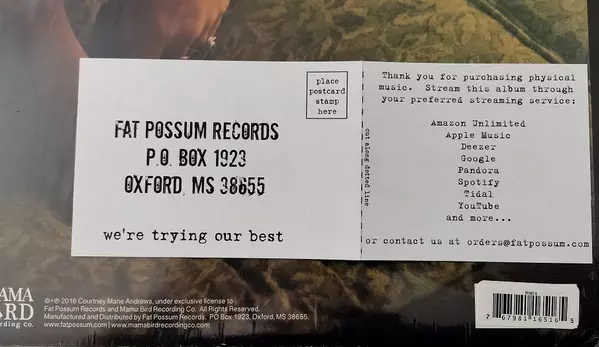 FAT POSSUM RECORDS
P.O. BOX 1923
OXFORD, MS 38655
we're trying our best
place
postcard
stamp
here
cut along dotted line
Thank you for purchasing physical
music. Stream this album through
your preferred streaming service:
Amazon Unlimited
Apple Music
Deezer
Google
Pandora
Spotify
Tidal
YouTube
and more...
or contact us at orders@fatpossum.com
MAMA
BIRD
Recording Co.
©+℗ 2018 Courtney Marie Andrews, under exclusive license to
Fat Possum Records and Mama Bird Recording Co. All Rights Reserved.
Manufactured and Distributed by Fat Possum Records. PO Box 1923, Oxford, MS 38655.
www.fatpossum.com | www.mamabirdrecordingco.com
7 67981 16516 5